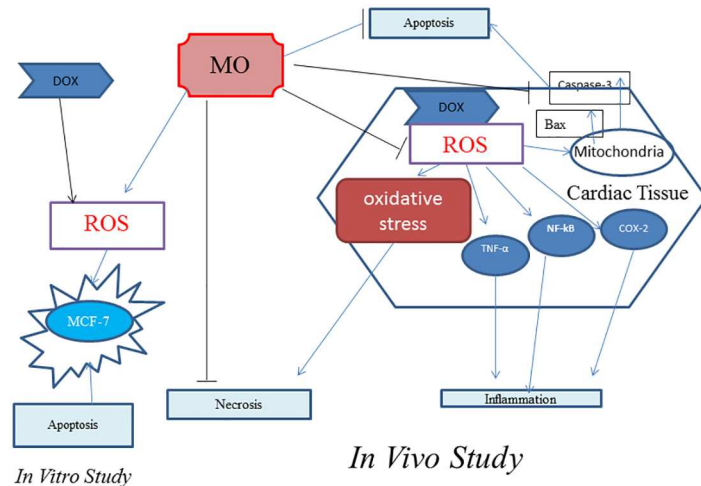 Apoptosis
MO
DOX
Caspase-3
DOX
Bax
ROS
Mitochondria
Cardiac Tissue
oxidative
stress
ROS
TNF-α
NF-kB
COX-2
MCF-7
Necrosis
Inflammation
Apoptosis
In Vivo Study
In Vitro Study